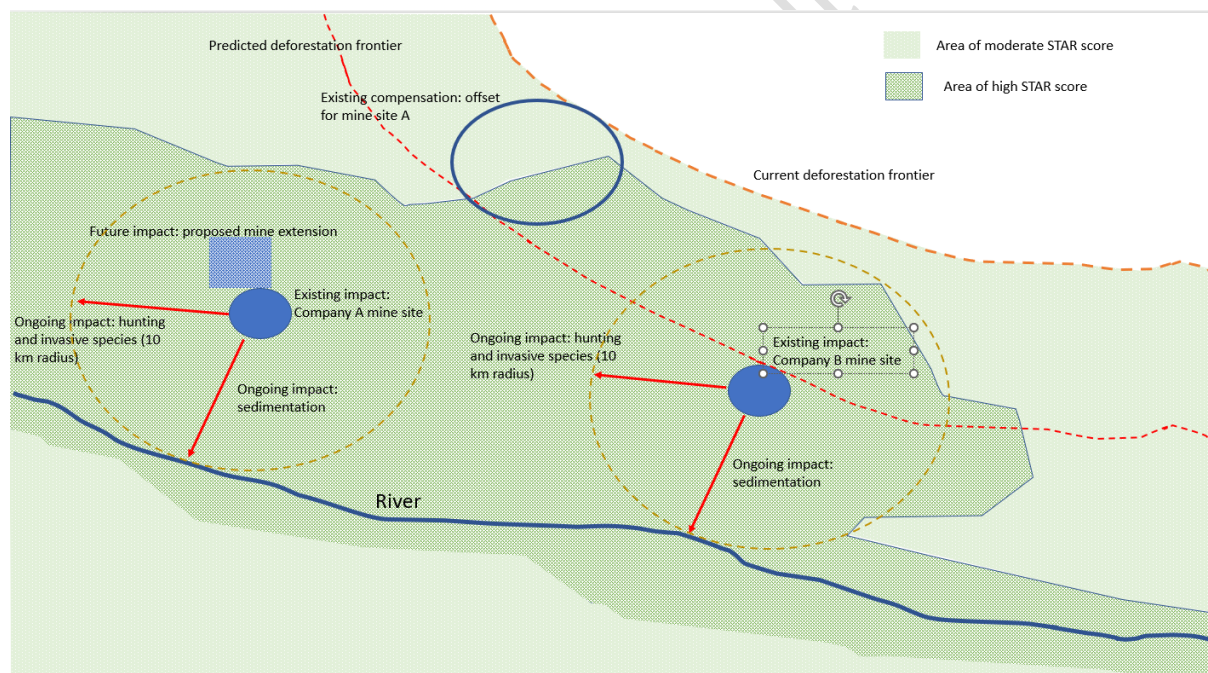 Predicted deforestation frontier
Area of moderate STAR score
Area of high STAR score
Existing compensation: offset
for mine site A
Current deforestation frontier
Future impact: proposed mine extension
Existing impact:
Company A mine site
Ongoing impact: hunting
and invasive species (10
km radius)
Ongoing impact:
sedimentation
Ongoing impact: hunting
and invasive species (10
km radius)
Existing impact:
Company B mine site
Ongoing impact:
sedimentation
River